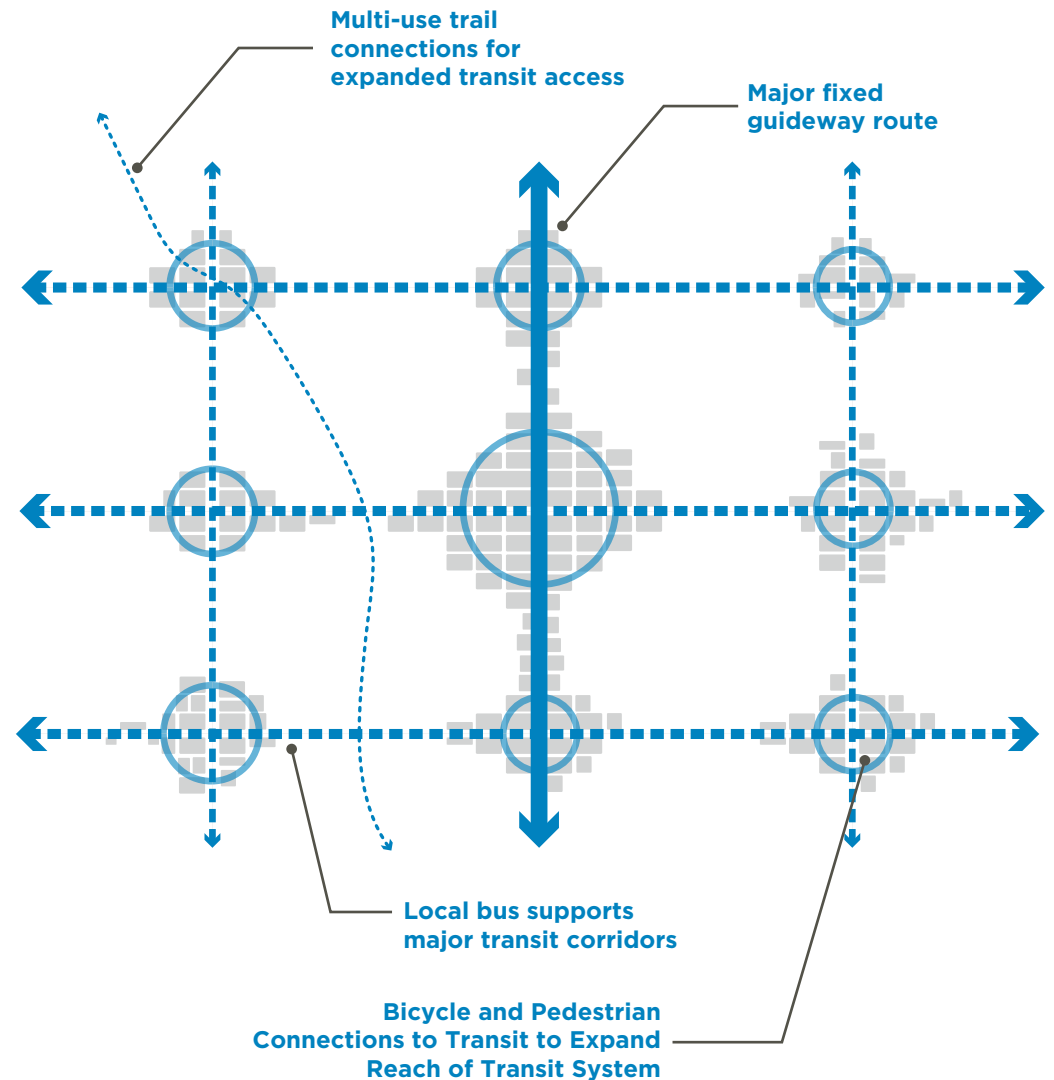 Multi-use trail
connections for
expanded transit access
Major fixed
guideway route
Local bus supports
major transit corridors
Bicycle and Pedestrian
Connections to Transit to Expand
Reach of Transit System